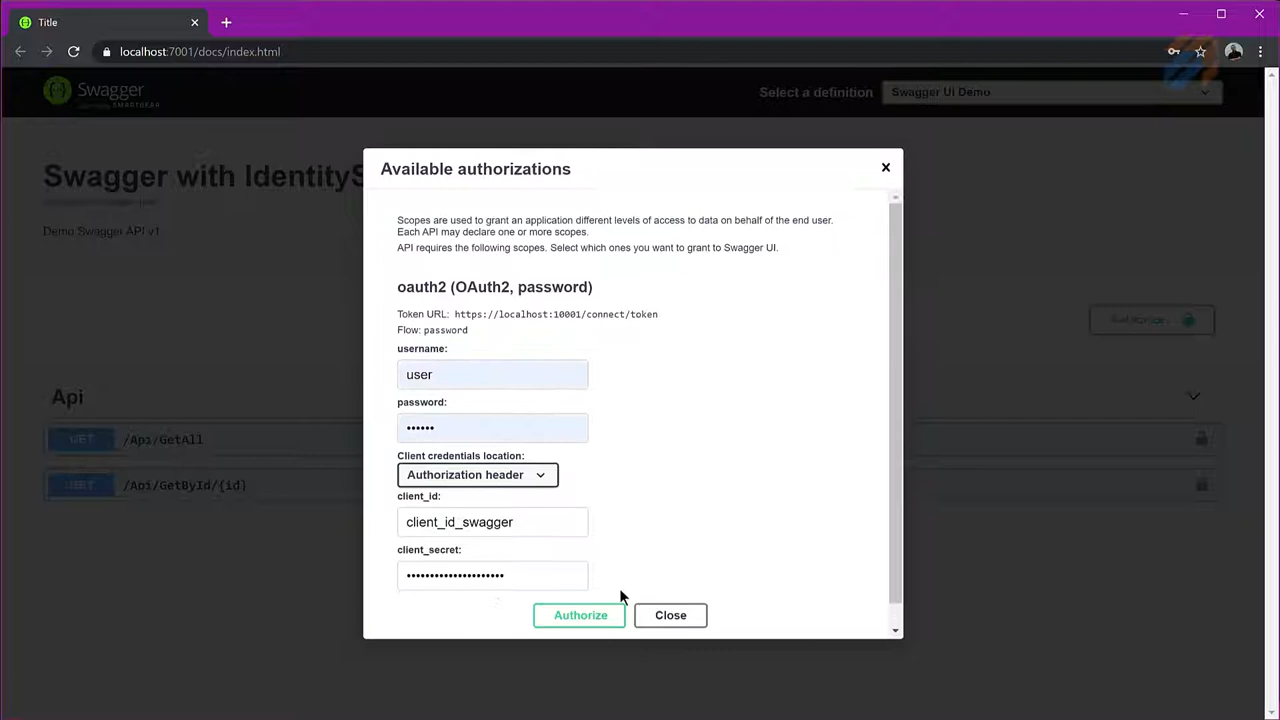 Title
localhost:7001/docs/index.html
Swagger
SMARTBEAR
Select a definition
Swagger UI Demo
Available authorizations
Swagger with IdentityS
Demo Swagger API v1
Scopes are used to grant an application different levels of access to data on behalf of the end user.
Each API may declare one or more scopes.
API requires the following scopes. Select which ones you want to grant to Swagger UI.
oauth2 (OAuth2, password)
Token URL: https://localhost:10001/connect/token
Flow: password
username:
user
password:
••••••
Client credentials location:
Authorization header
client_id:
client_id_swagger
client_secret:
•••••••••••••••••••••
Authorize
Close
Authorize
Api
GET /Api/GetAll
GET /Api/GetById/{id}